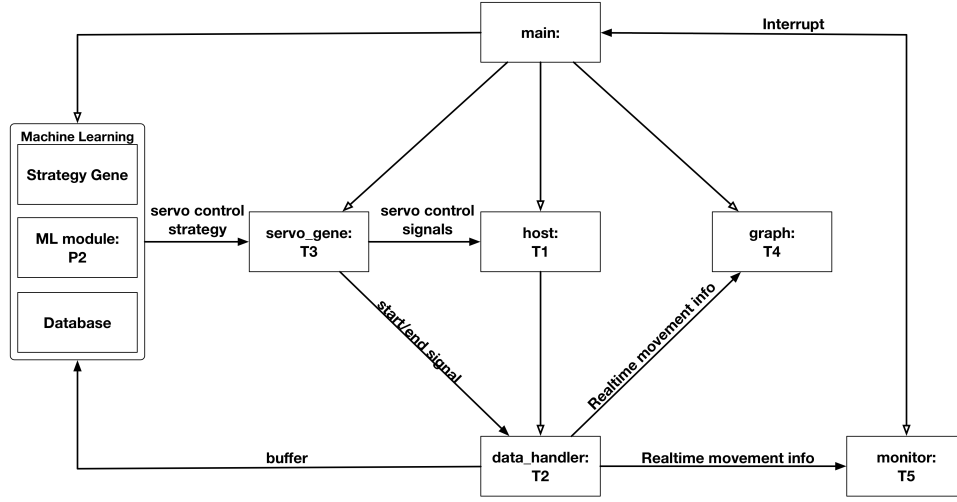 main:
Interrupt
Machine Learning
Strategy Gene
ML module:
P2
Database
servo control
strategy
servo_gene:
T3
servo control
signals
host:
T1
graph:
T4
start/end signal
Realtime movement info
buffer
data_handler:
T2
Realtime movement info
monitor:
T5